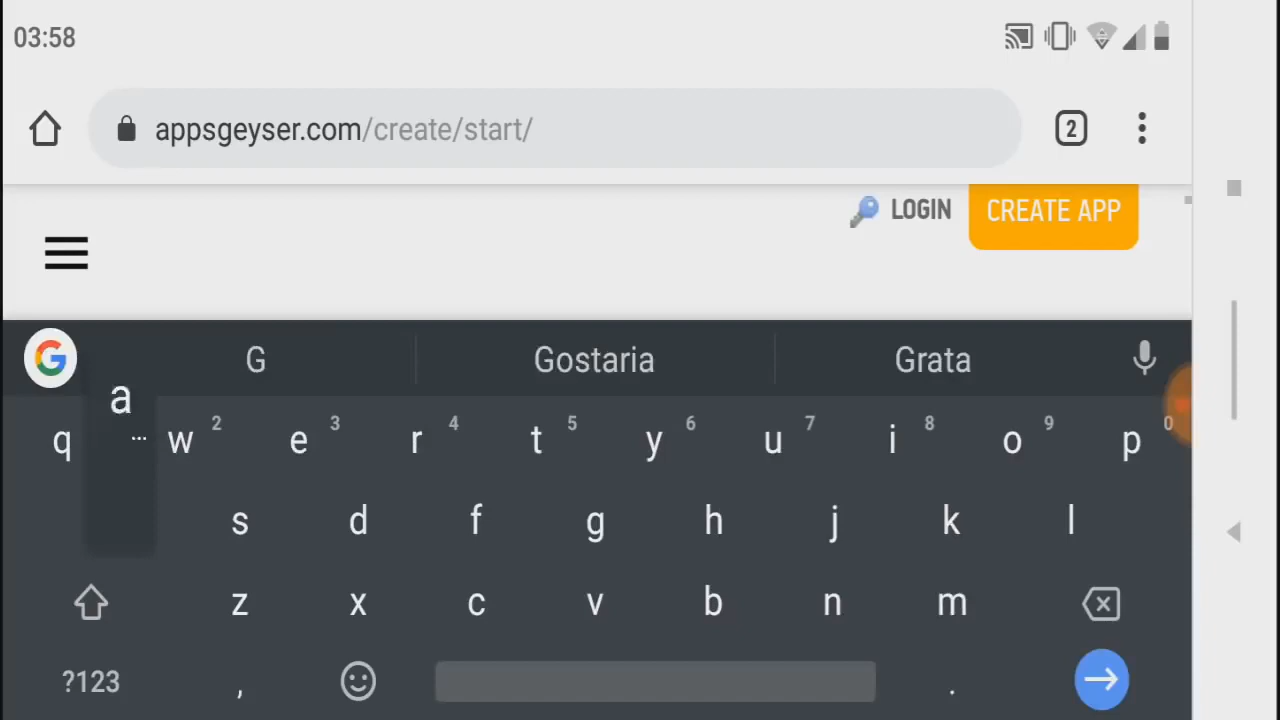 03:58
appsgeyser.com/create/start/
2
LOGIN
CREATE APP
G
Gostaria
Grata
a
...
q w 2 e 3 r 4 t 5 y 6 u 7 i 8 o 9 p 0
s d f g h j k l
z x c v b n m
?123 , .